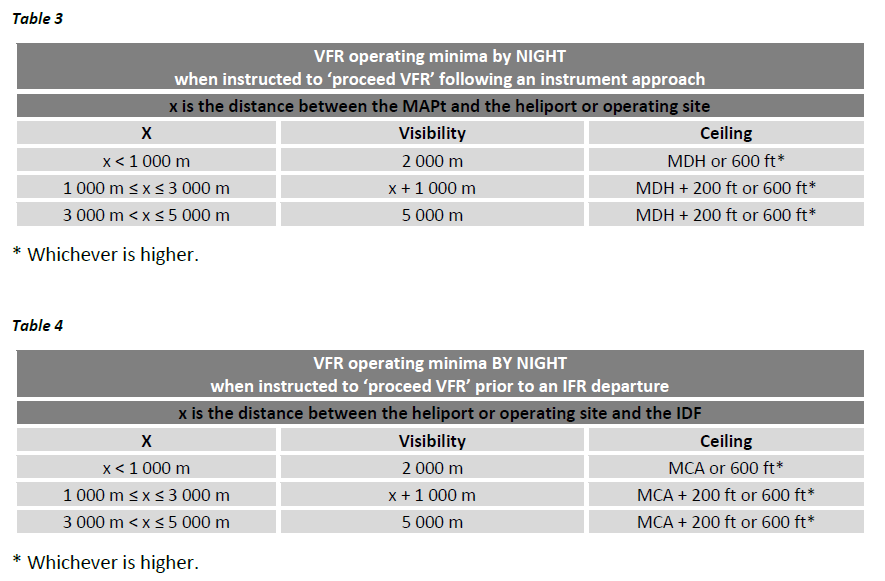 Table 3
VFR operating minima by NIGHT
when instructed to ‘proceed VFR’ following an instrument approach
x is the distance between the MAPt and the heliport or operating site
X Visibility Ceiling
x < 1 000 m 2 000 m MDH or 600 ft*
1 000 m ≤ x ≤ 3 000 m x + 1 000 m MDH + 200 ft or 600 ft*
3 000 m < x ≤ 5 000 m 5 000 m MDH + 200 ft or 600 ft*
* Whichever is higher.
Table 4
VFR operating minima BY NIGHT
when instructed to ‘proceed VFR’ prior to an IFR departure
x is the distance between the heliport or operating site and the IDF
X Visibility Ceiling
x < 1 000 m 2 000 m MCA or 600 ft*
1 000 m ≤ x ≤ 3 000 m x + 1 000 m MCA + 200 ft or 600 ft*
3 000 m < x ≤ 5 000 m 5 000 m MCA + 200 ft or 600 ft*
* Whichever is higher.